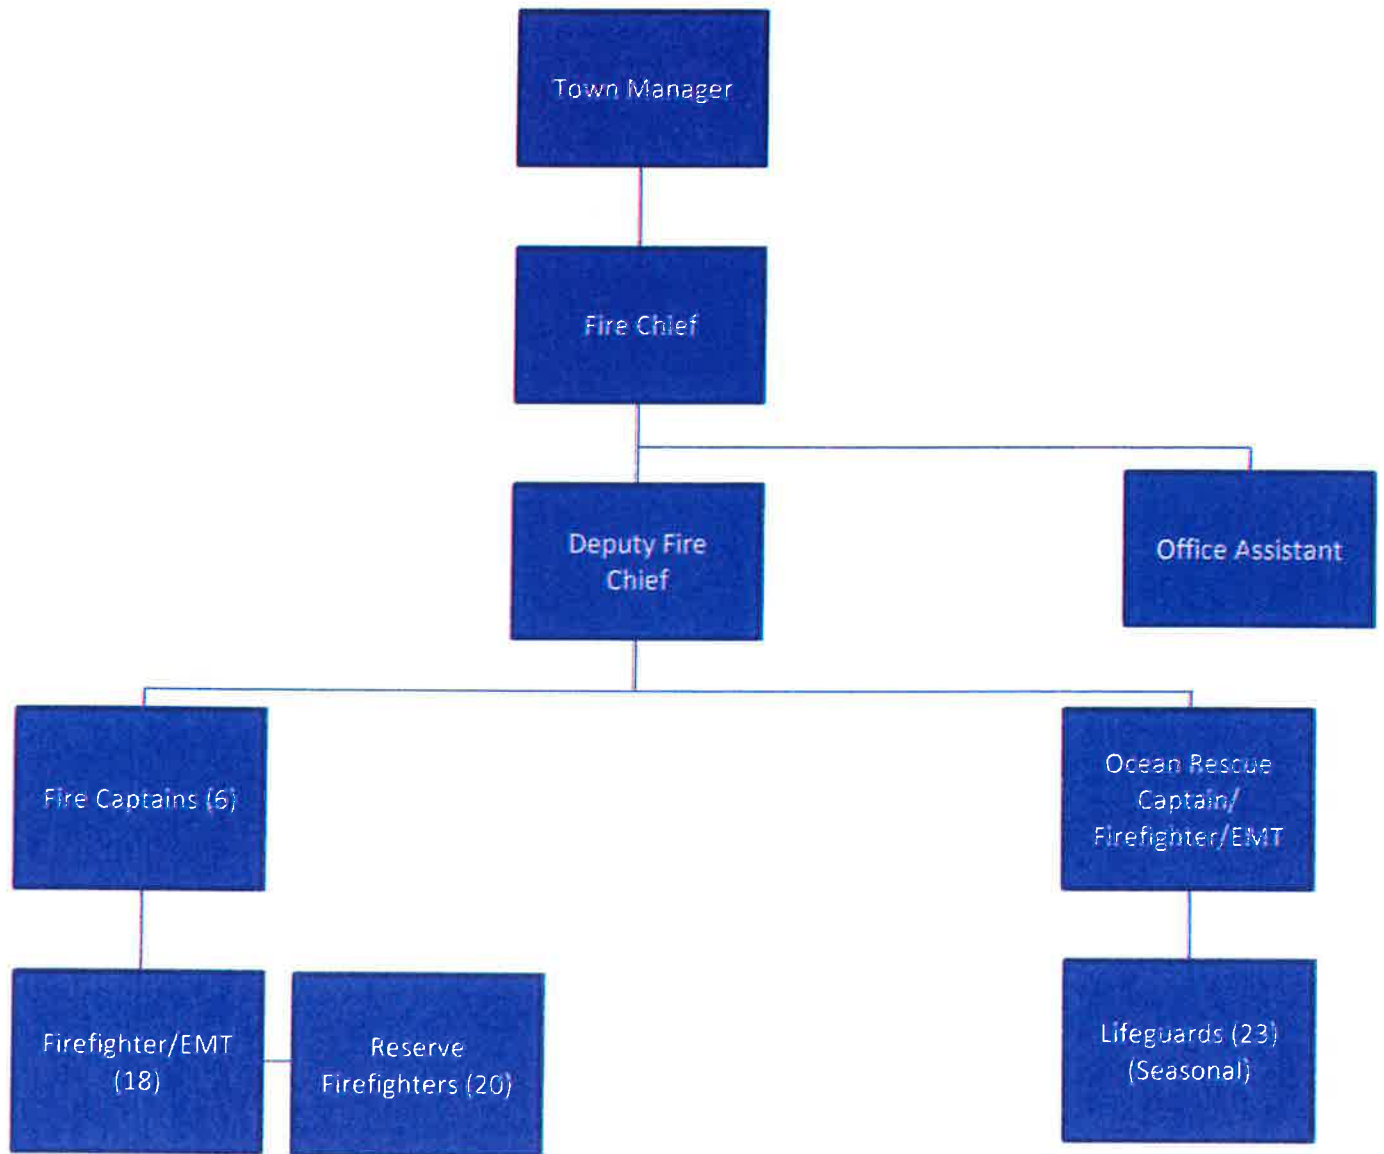 Town Manager
Fire Chief
Deputy Fire
Chief
Office Assistant
Fire Captains (6)
Ocean Rescue
Captain/
Firefighter/EMT
Firefighter/EMT
(18)
Reserve
Firefighters (20)
Lifeguards (23)
(Seasonal)